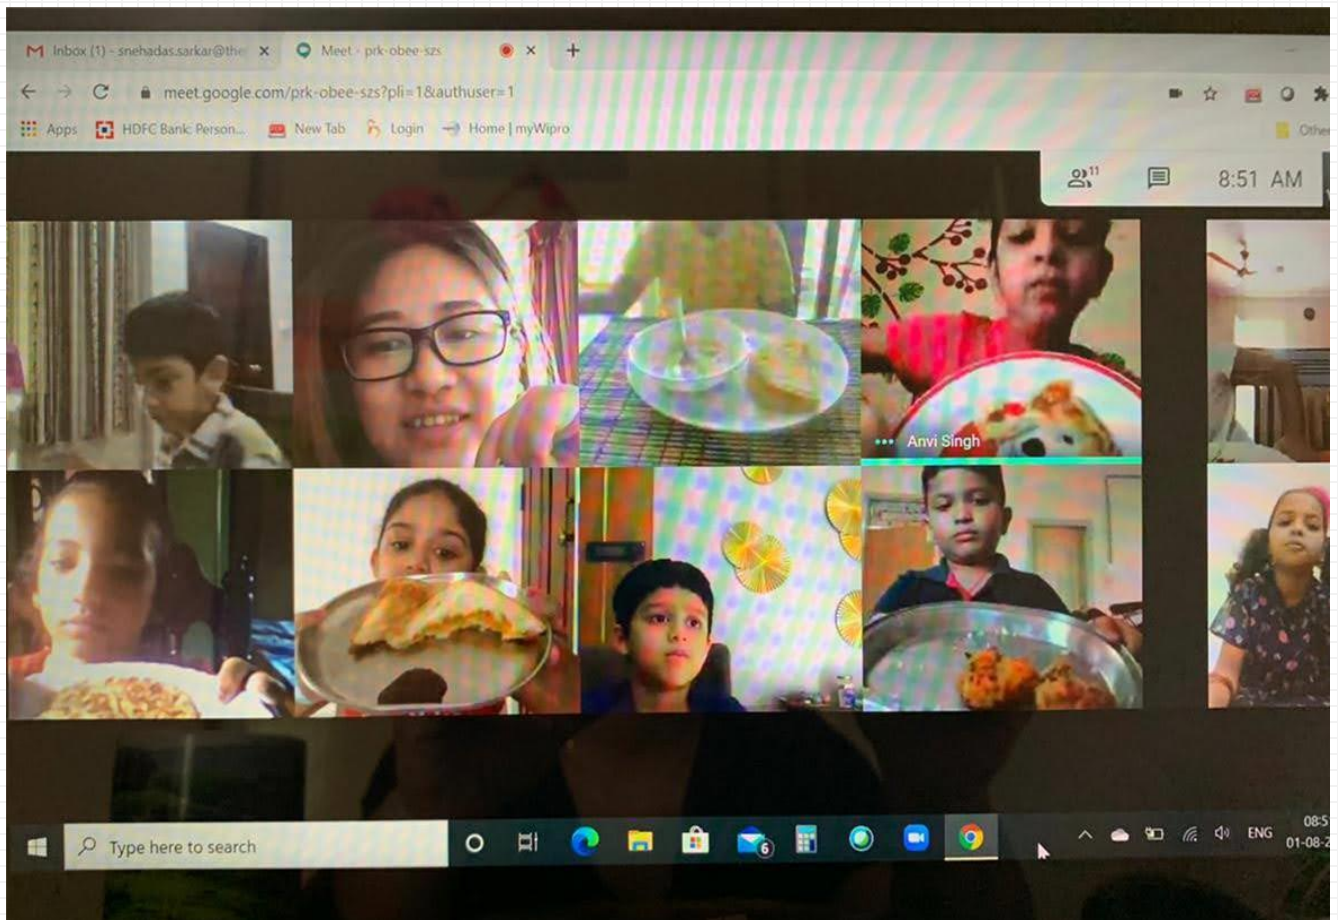 Inbox (1) - snehadas.sarkar@the
Meet - prk-obee-szs
meet.google.com/prk-obee-szs?pli=1&authuser=1
Apps
HDFC Bank: Person...
New Tab
Login
Home | myWipro
Other
11
8:51 AM
Anvi Singh
Type here to search
6
ENG
08:5
01-08-2